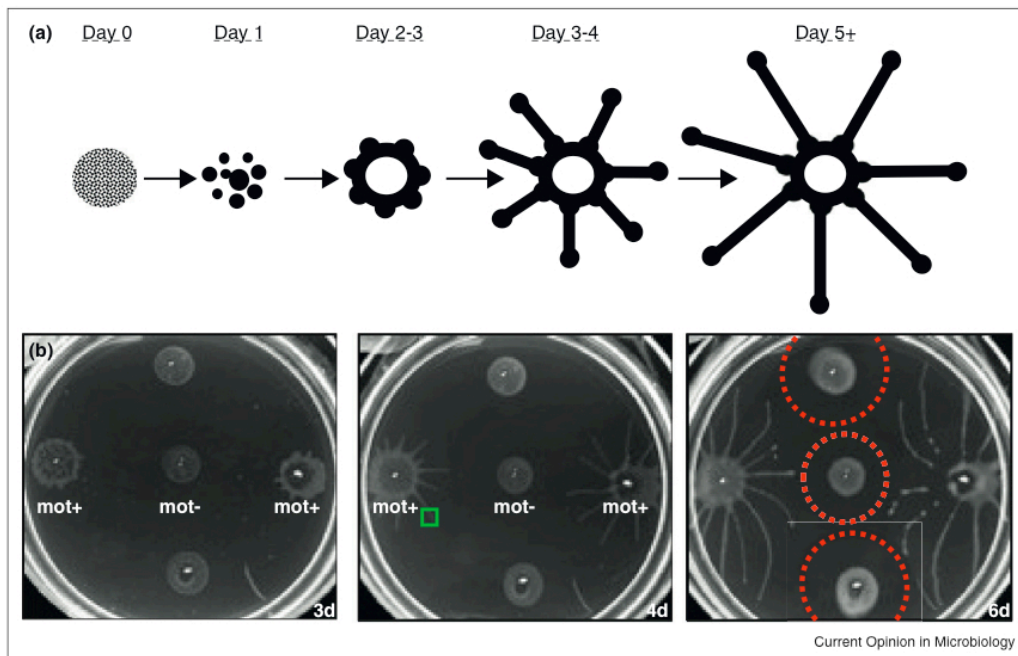 (a) Day 0 Day 1 Day 2-3 Day 3-4 Day 5+
(b)
mot+ mot- mot+
3d
mot+ mot- mot+
4d
6d
Current Opinion in Microbiology